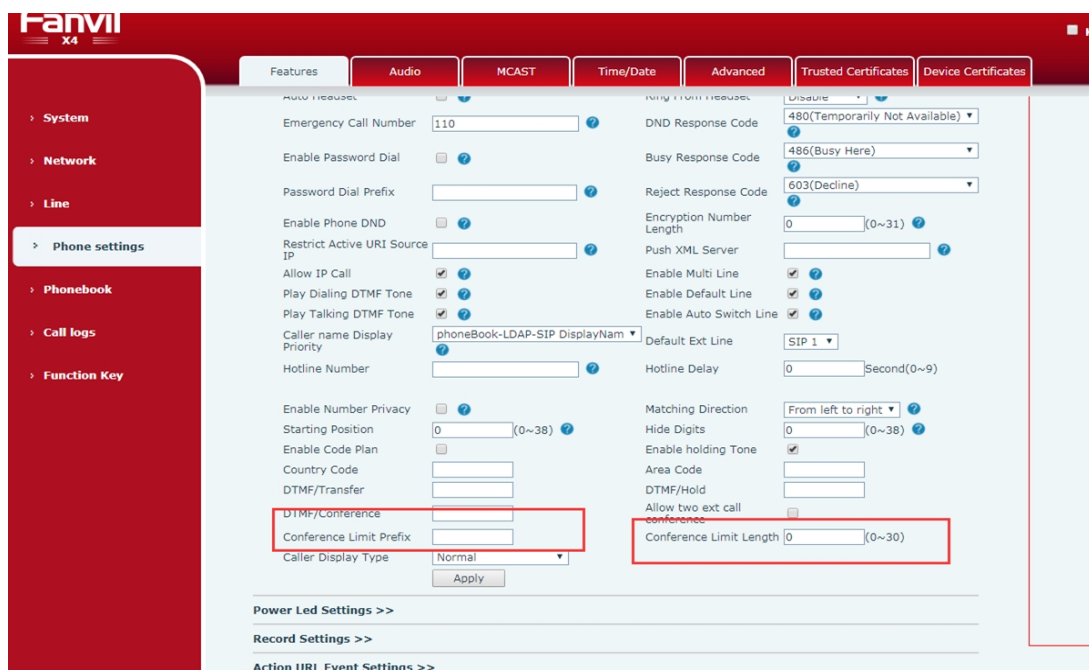 Fanvil
X4
Features Audio MCAST Time/Date Advanced Trusted Certificates Device Certificates
› System
› Network
› Line
› Phone settings
› Phonebook
› Call logs
› Function Key
Auto Headset Ring From Headset Disable
Emergency Call Number 110 DND Response Code 480(Temporarily Not Available)
Enable Password Dial Busy Response Code 486(Busy Here)
Password Dial Prefix Reject Response Code 603(Decline)
Enable Phone DND Encryption Number Length 0 (0~31)
Restrict Active URI Source IP Push XML Server
Allow IP Call Enable Multi Line
Play Dialing DTMF Tone Enable Default Line
Play Talking DTMF Tone Enable Auto Switch Line
Caller name Display Priority phoneBook-LDAP-SIP DisplayNam Default Ext Line SIP 1
Hotline Number Hotline Delay 0 Second(0~9)
Enable Number Privacy Matching Direction From left to right
Starting Position 0 (0~38) Hide Digits 0 (0~38)
Enable Code Plan Enable holding Tone
Country Code Area Code
DTMF/Transfer DTMF/Hold
DTMF/Conference Allow two ext call conference
Conference Limit Prefix Conference Limit Length 0 (0~30)
Caller Display Type Normal
Apply
Power Led Settings >>
Record Settings >>
Action URL Event Settings >>